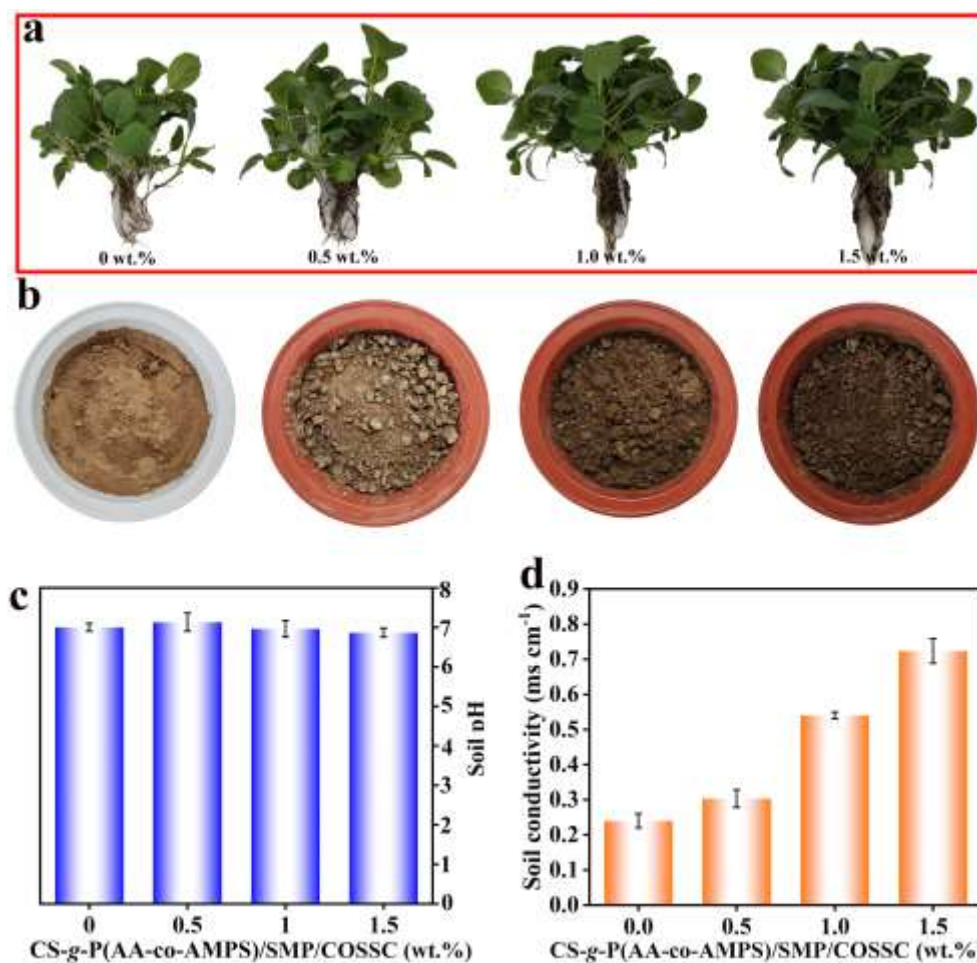 a
0 wt.% 0.5 wt.% 1.0 wt.% 1.5 wt.%
b
c
8
7
6
5
4
3
2
1
0
Soil pH
0 0.5 1 1.5
CS-g-P(AA-co-AMPS)/SMP/COSSC (wt.%)
d
Soil conductivity (ms cm⁻¹)
0.9
0.8
0.7
0.6
0.5
0.4
0.3
0.2
0.1
0.0
0.0 0.5 1.0 1.5
CS-g-P(AA-co-AMPS)/SMP/COSSC (wt.%